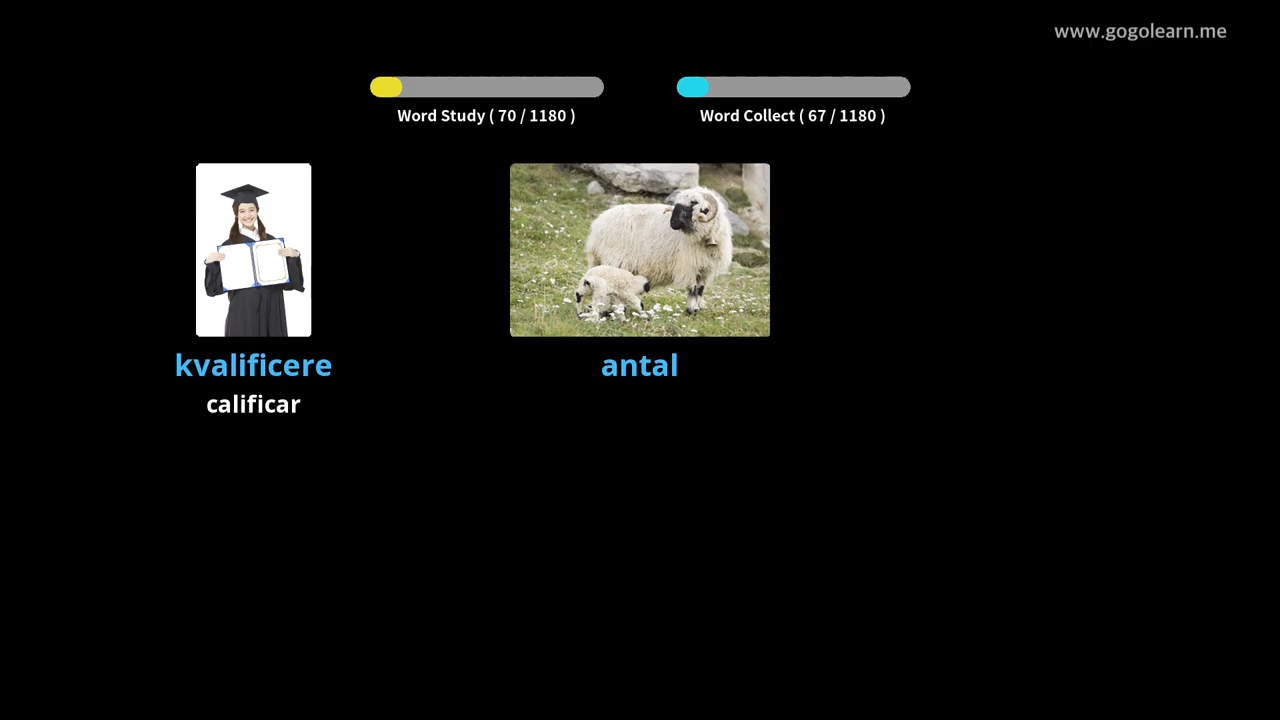 www.gogolearn.me
Word Study ( 70 / 1180 )
Word Collect ( 67 / 1180 )
kvalificere
antal
calificar